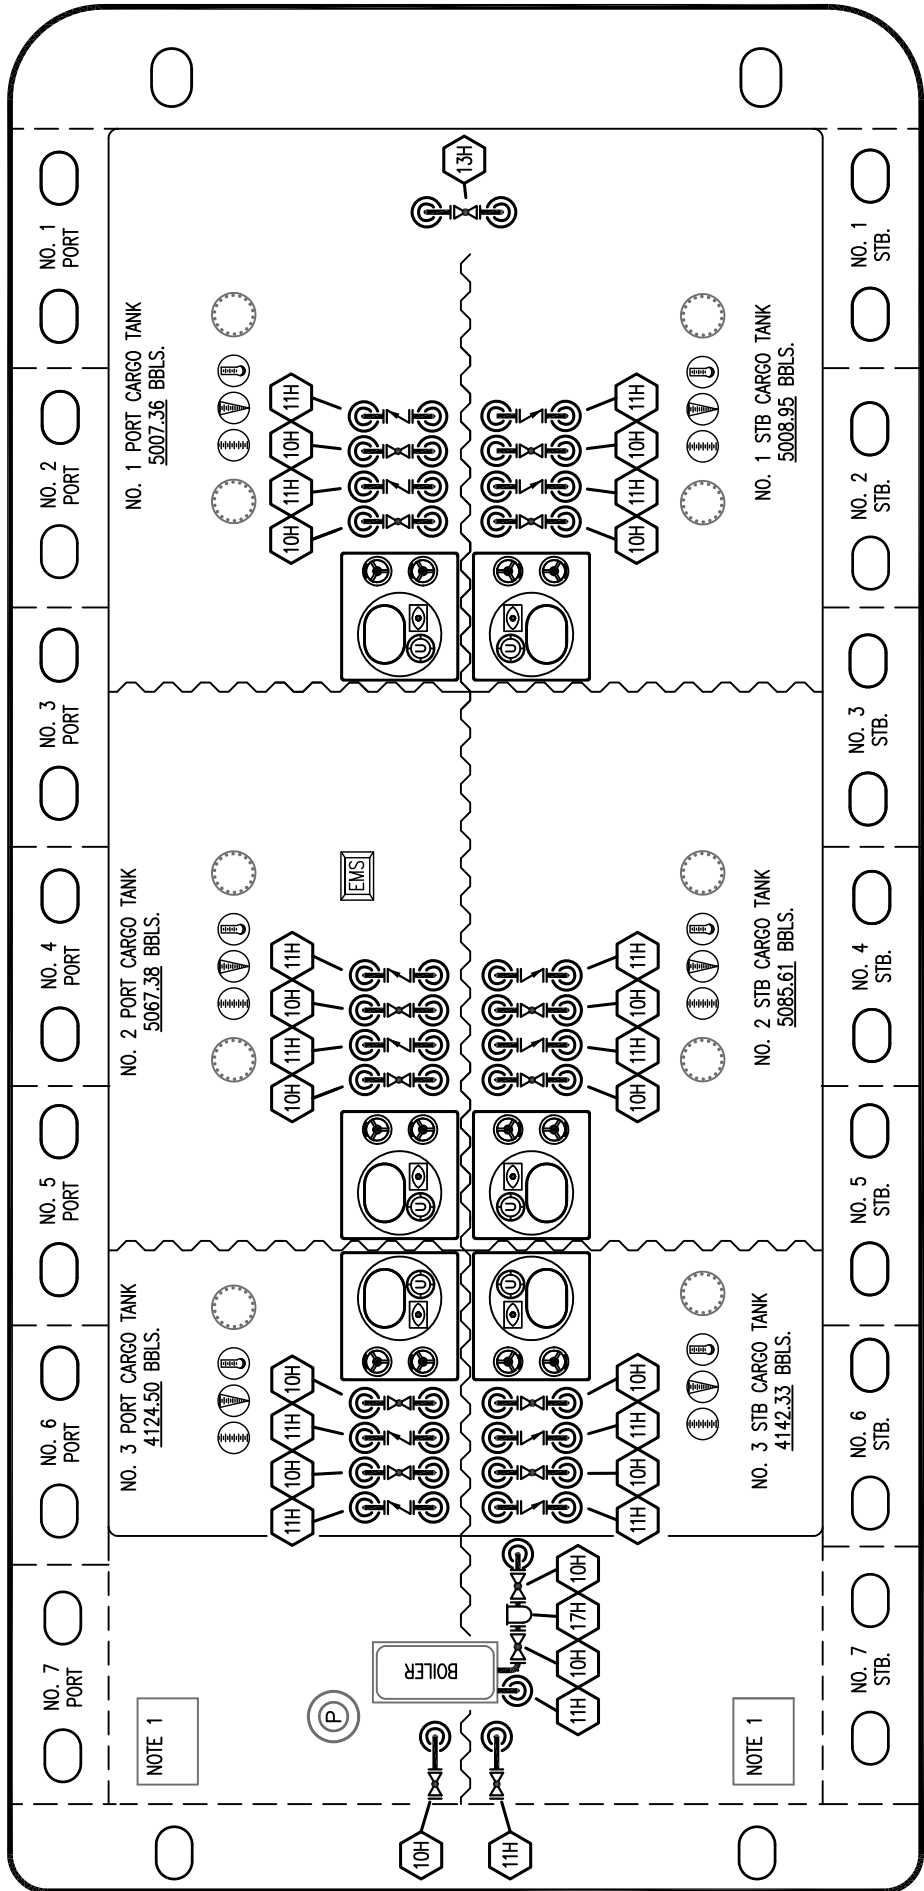 13H
NO. 1
PORT
NO. 1
STB.
NO. 1 PORT CARGO TANK
5007.36 BBLS.
NO. 1 STB CARGO TANK
5008.95 BBLS.
11H
10H
11H
10H
11H
10H
11H
10H
NO. 2
PORT
NO. 2
STB.
U
U
NO. 3
PORT
NO. 3
STB.
EMS
NO. 2 PORT CARGO TANK
5067.38 BBLS.
NO. 2 STB CARGO TANK
5085.61 BBLS.
NO. 4
PORT
NO. 4
STB.
11H
10H
11H
10H
11H
10H
11H
10H
NO. 5
PORT
NO. 5
STB.
U
U
U
U
NO. 3 PORT CARGO TANK
4124.50 BBLS.
NO. 3 STB CARGO TANK
4142.33 BBLS.
10H
11H
10H
11H
10H
11H
10H
11H
NO. 6
PORT
NO. 6
STB.
10H
17H
10H
11H
BOILER
P
NO. 7
PORT
NO. 7
STB.
NOTE 1
NOTE 1
10H
11H